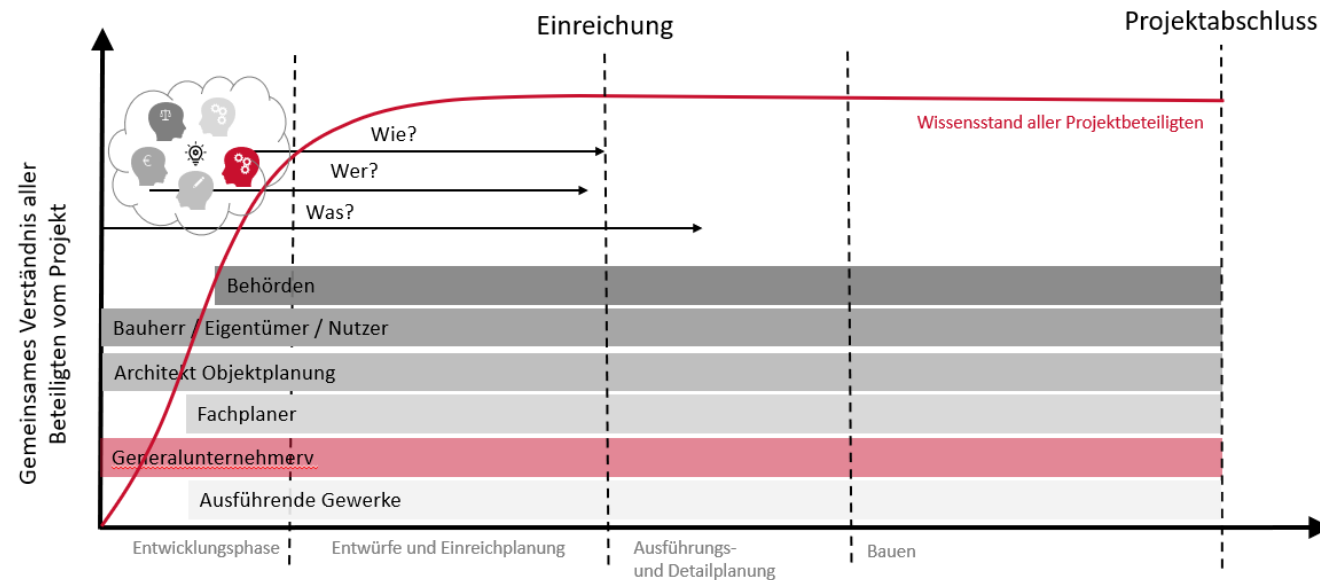 Einreichung
Projektabschluss
Gemeinsames Verständnis aller
Beteiligten vom Projekt
€
Wissensstand aller Projektbeteiligten
Wie?
Wer?
Was?
Behörden
Bauherr / Eigentümer / Nutzer
Architekt Objektplanung
Fachplaner
Generalunternehmerv
Ausführende Gewerke
Entwicklungsphase
Entwürfe und Einreichplanung
Ausführungs-
und Detailplanung
Bauen